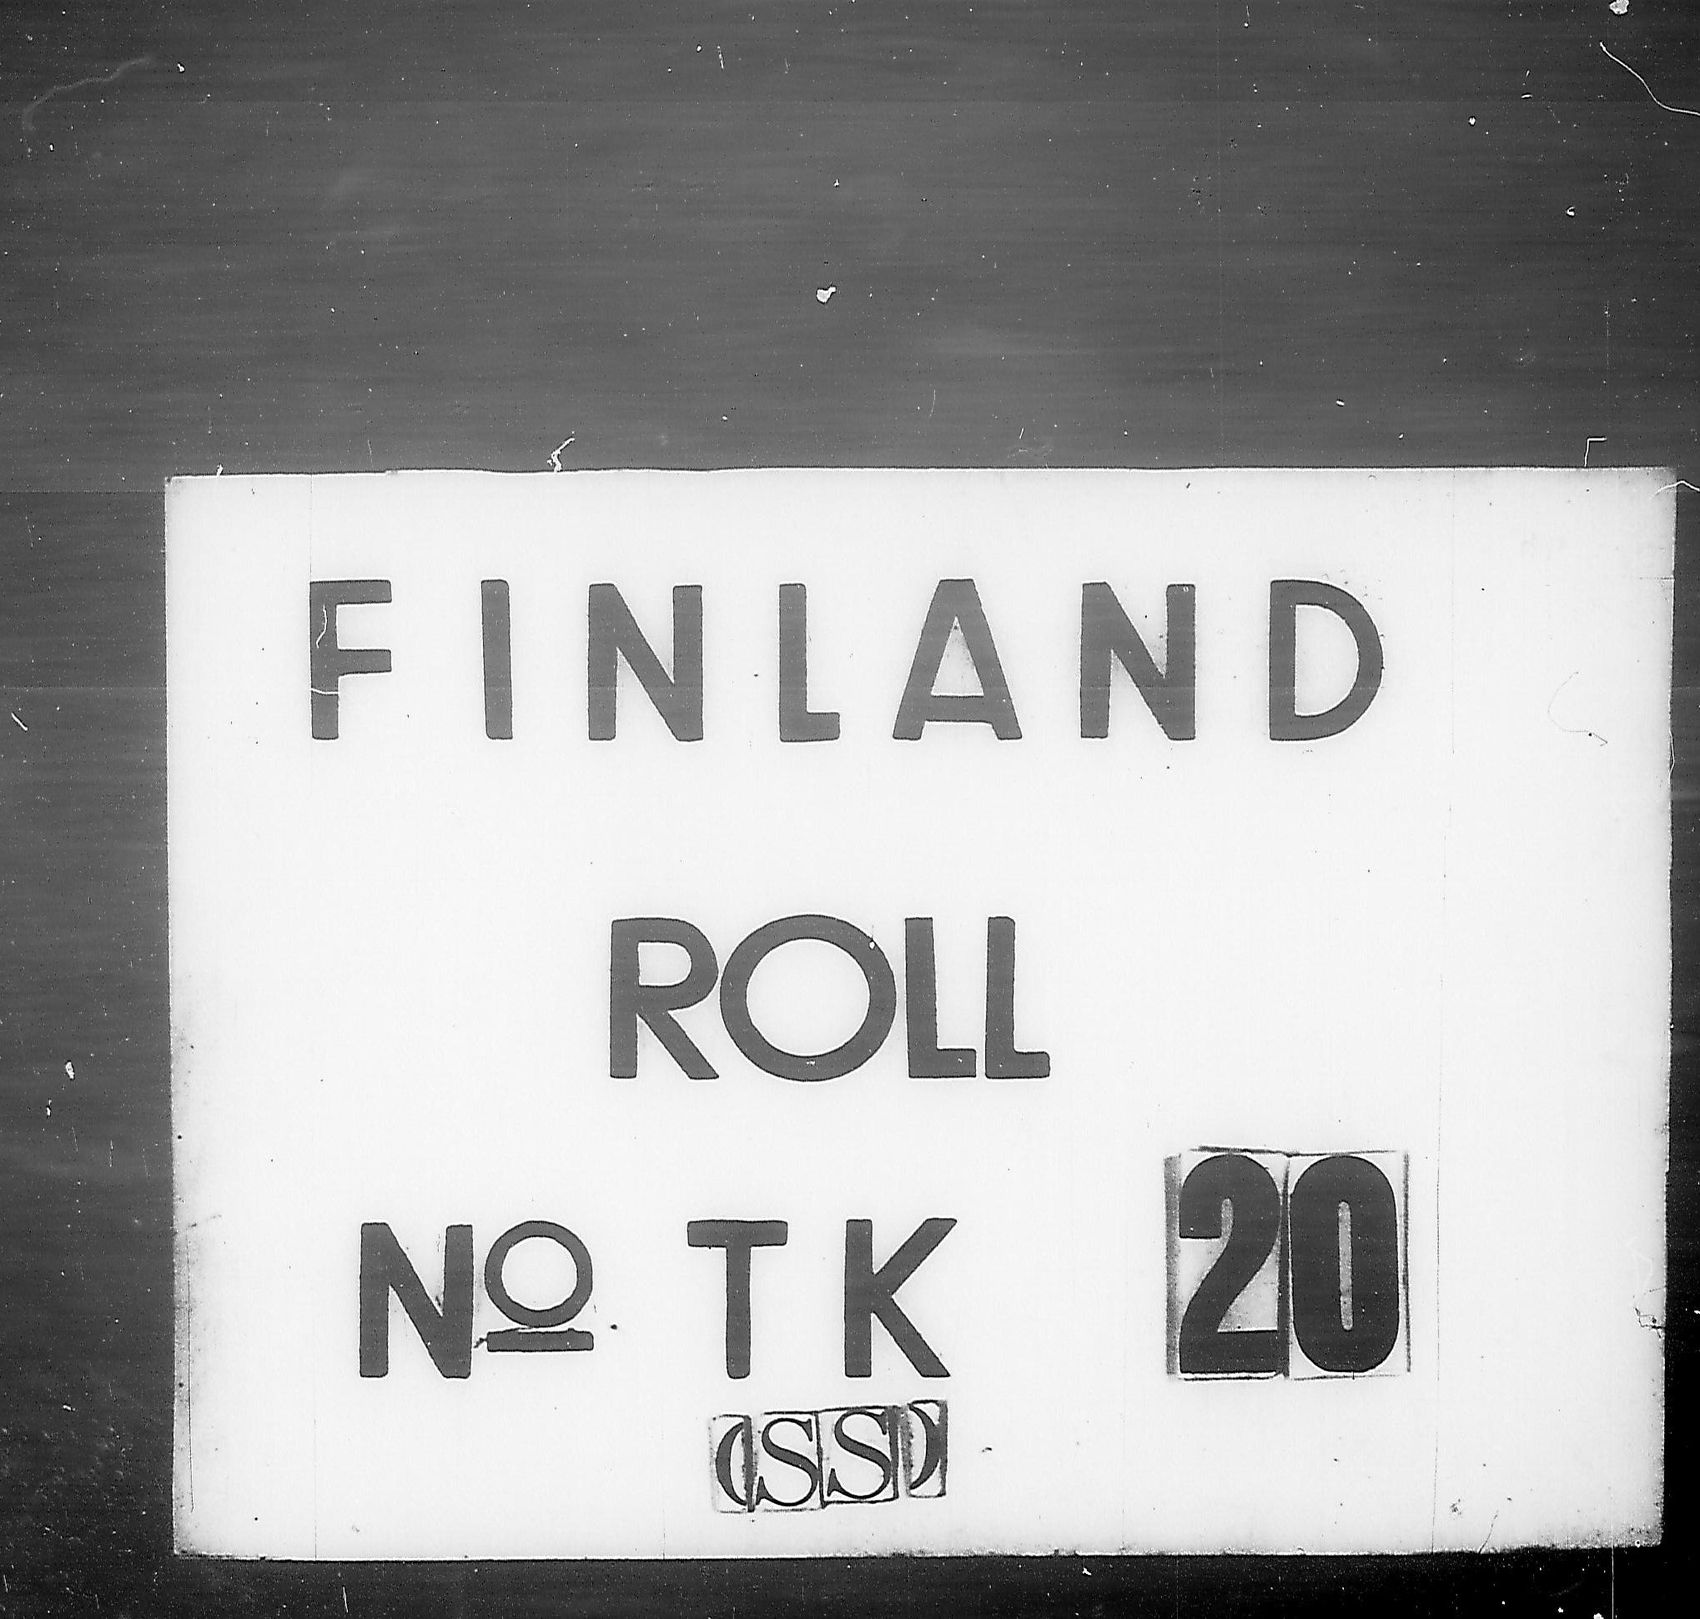 FINLAND
ROLL
Nº TK 20
(SS)